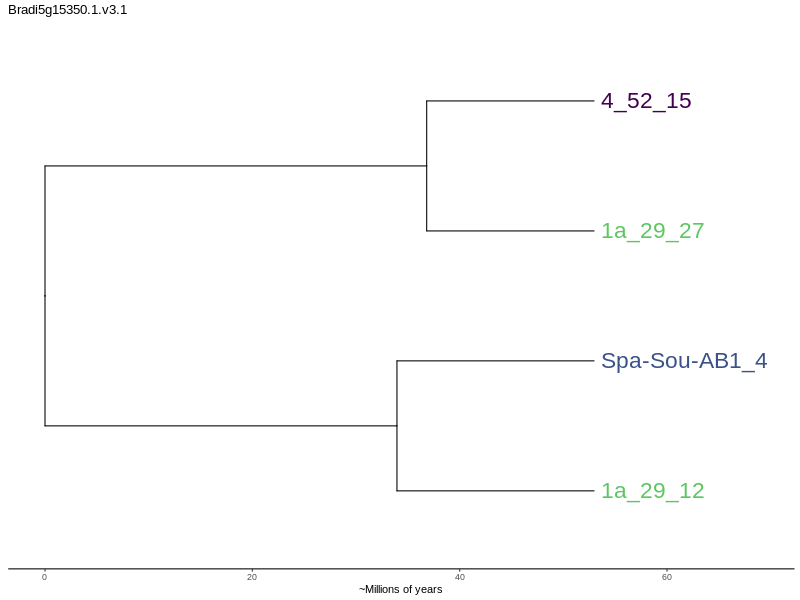 Bradi5g15350.1.v3.1
4_52_15
1a_29_27
Spa-Sou-AB1_4
1a_29_12
0 20 40 60
~Millions of years